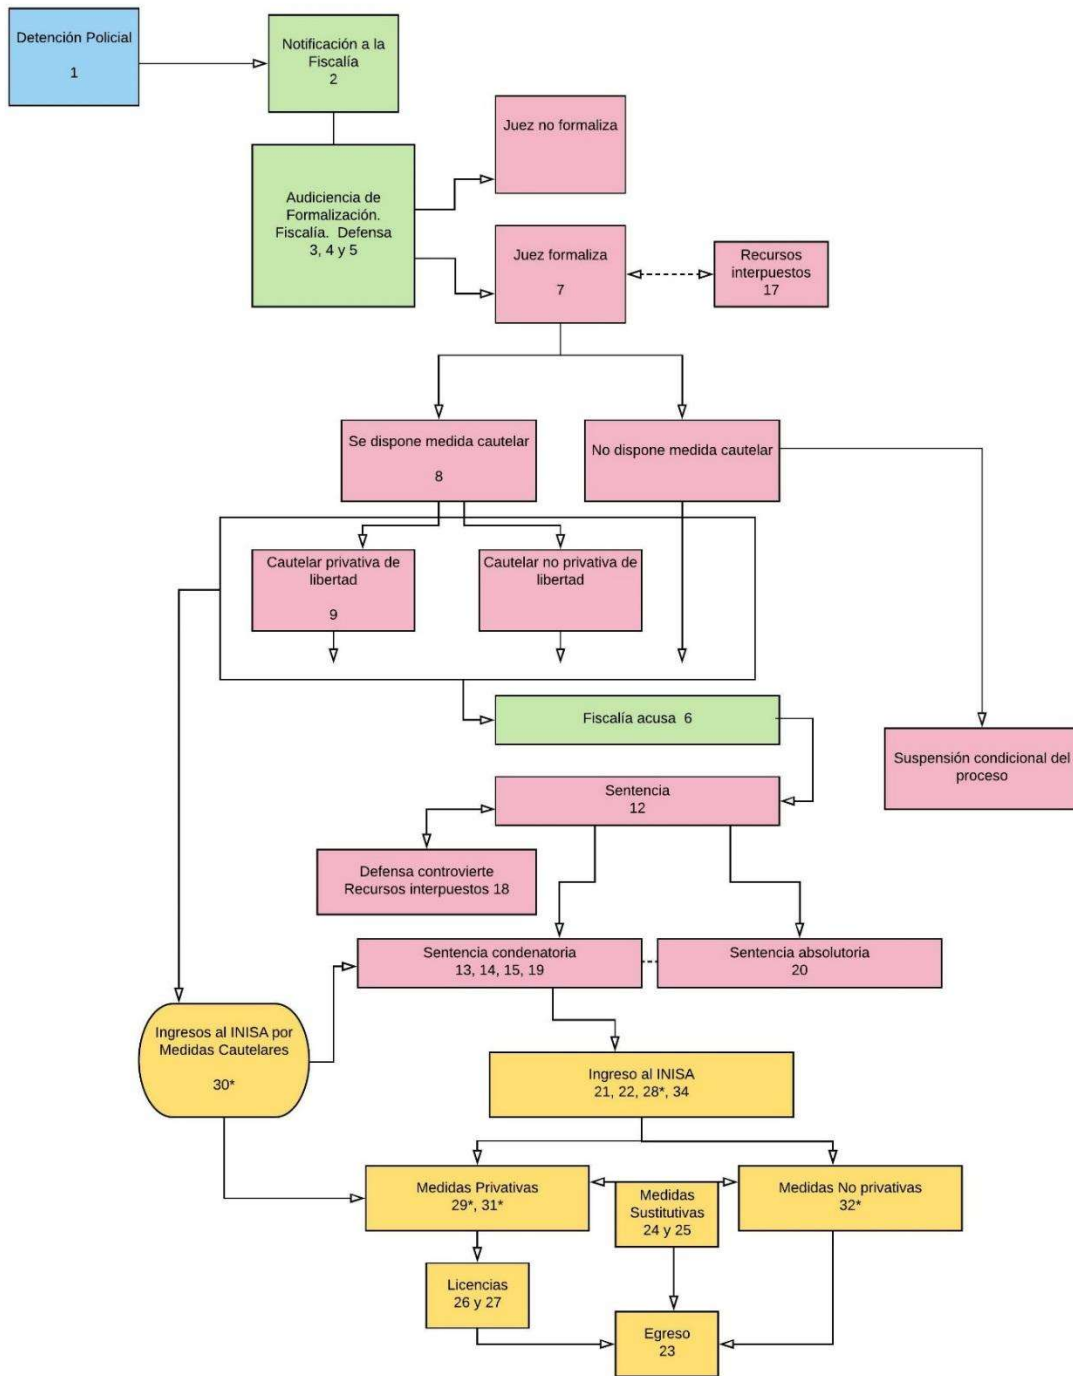 Detención Policial
1
Notificación a la
Fiscalía
2
Juez no formaliza
Audiciencia de
Formalización.
Fiscalía. Defensa
3, 4 y 5
Juez formaliza
7
Recursos
interpuestos
17
Se dispone medida cautelar
8
No dispone medida cautelar
Cautelar privativa de
libertad
9
Cautelar no privativa de
libertad
Fiscalía acusa 6
Suspensión condicional del
proceso
Sentencia
12
Defensa controvierte
Recursos interpuestos 18
Sentencia condenatoria
13, 14, 15, 19
Sentencia absolutoria
20
Ingresos al INISA por
Medidas Cautelares
30*
Ingreso al INISA
21, 22, 28*, 34
Medidas Privativas
29*, 31*
Medidas
Sustitutivas
24 y 25
Medidas No privativas
32*
Licencias
26 y 27
Egreso
23